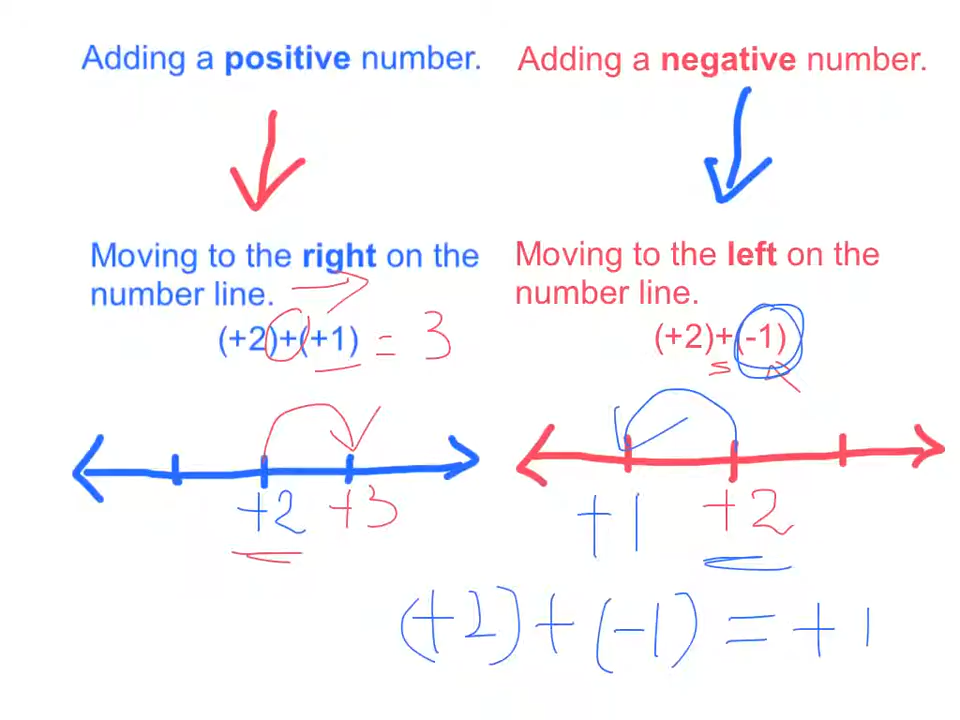 Adding a positive number.
Moving to the right on the
number line.
(+2)+(+1) = 3
+2 +3
Adding a negative number.
Moving to the left on the
number line.
(+2)+(-1)
=
+1 +2
(+2)+(-1)=+1